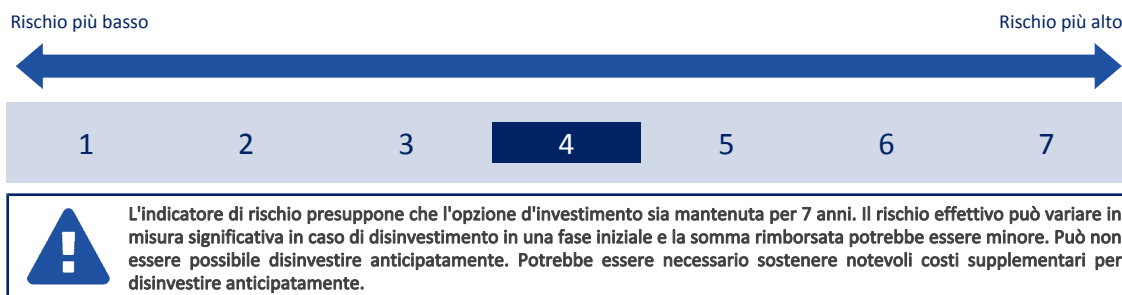 Rischio più basso Rischio più alto
1 2 3 4 5 6 7
L'indicatore di rischio presuppone che l'opzione d'investimento sia mantenuta per 7 anni. Il rischio effettivo può variare in
misura significativa in caso di disinvestimento in una fase iniziale e la somma rimborsata potrebbe essere minore. Può non
essere possibile disinvestire anticipatamente. Potrebbe essere necessario sostenere notevoli costi supplementari per
disinvestire anticipatamente.